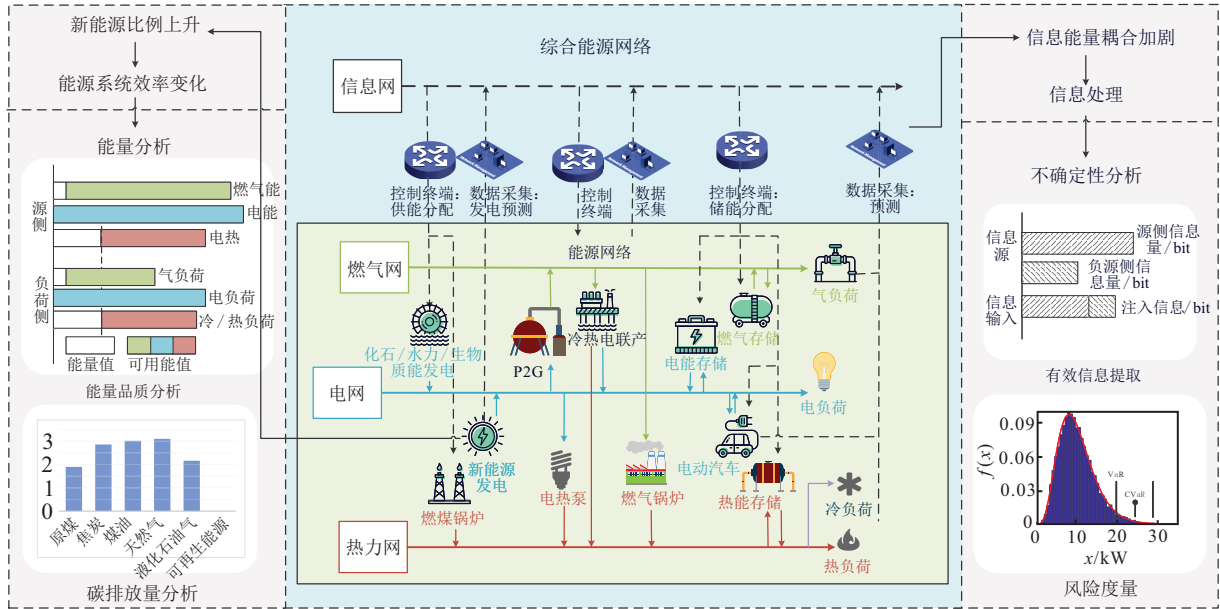 新能源比例上升
能源系统效率变化
能量分析
源侧
燃气能
电能
电热
负荷侧
气负荷
电负荷
冷/热负荷
能量值
可用能值
能量品质分析
3
2
1
0
原煤
焦炭
煤油
天然气
液化石油气
可再生能源
碳排放量分析
综合能源网络
信息网
控制终端:
供能分配
数据采集:
发电预测
控制
终端
数据
采集
控制终端:
储能分配
数据采集:
预测
能源网络
燃气网
气负荷
化石/水力/生物
质能发电
P2G
冷热电联产
电能存储
燃气存储
电网
电负荷
新能源
发电
燃煤锅炉
电热泵
燃气锅炉
电动汽车
热能存储
冷负荷
热力网
热负荷
信息能量耦合加剧
信息处理
不确定性分析
信息
源
源侧信息
量/bit
负源侧信
息量/bit
信息
输入
注入信息/bit
有效信息提取
f(x)
0.09
0.06
0.03
0
VaR
CVaR
0
10
20
30
x/kW
风险度量